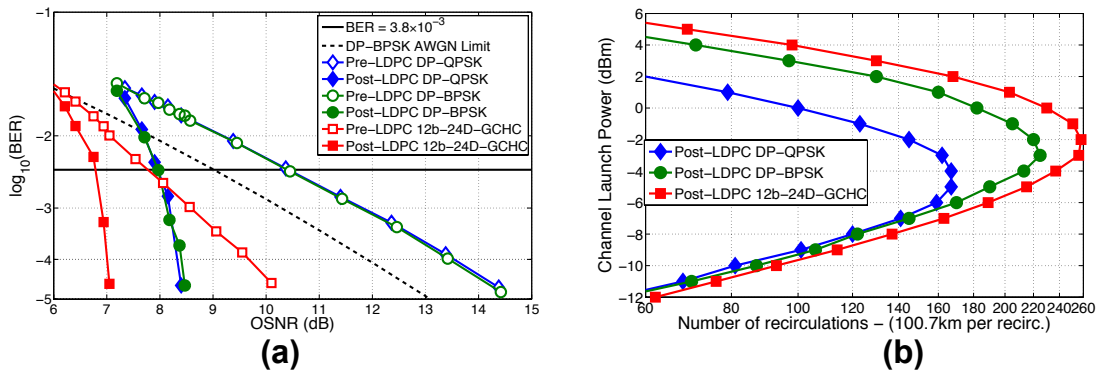 BER = 3.8×10⁻³
DP−BPSK AWGN Limit
Pre−LDPC DP−QPSK
Post−LDPC DP−QPSK
Pre−LDPC DP−BPSK
Post−LDPC DP−BPSK
Pre−LDPC 12b−24D−GCHC
Post−LDPC 12b−24D−GCHC
log₁₀(BER)
−1
−2
−3
−4
−5
6 7 8 9 10 11 12 13 14 15
OSNR (dB)
(a)
Channel Launch Power (dBm)
6
4
2
0
−2
−4
−6
−8
−10
−12
Post−LDPC DP−QPSK
Post−LDPC DP−BPSK
Post−LDPC 12b−24D−GCHC
60 80 100 120 140 160 180 200 220 240 260
Number of recirculations − (100.7km per recirc.)
(b)